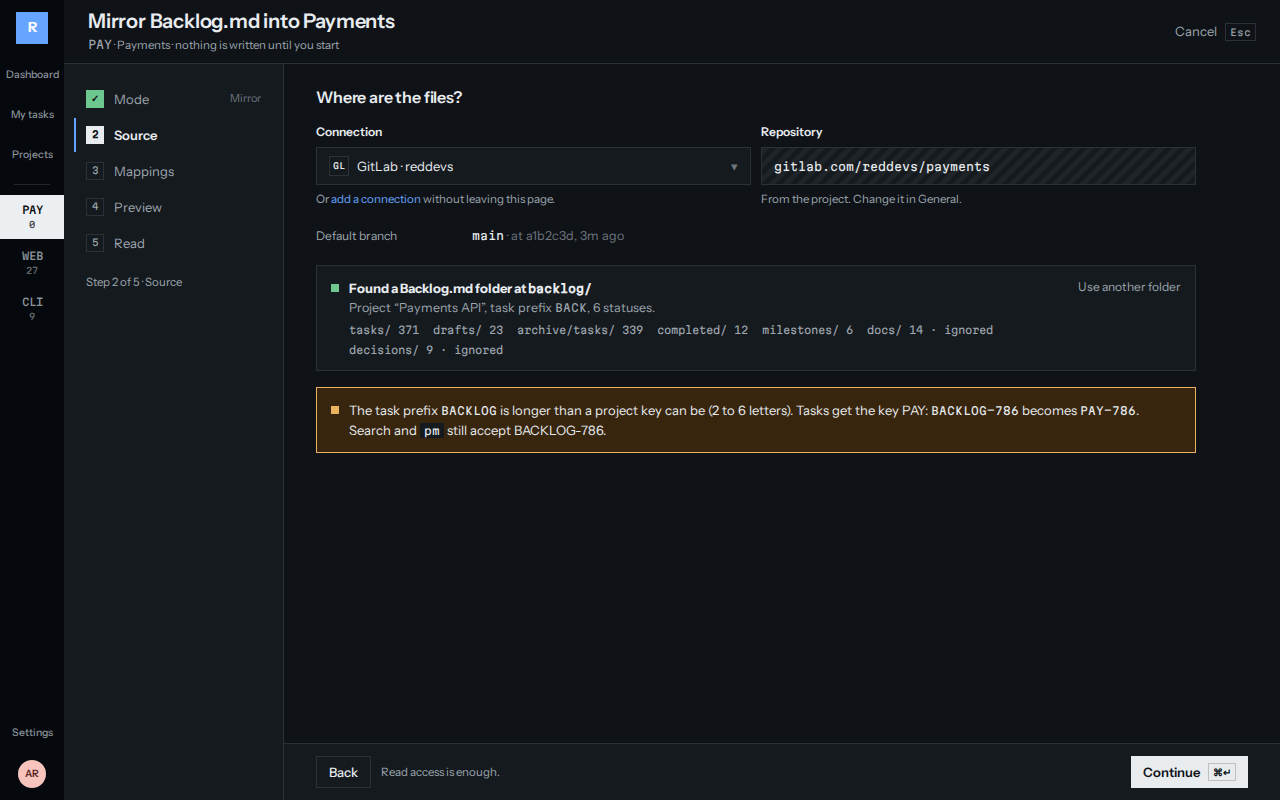 R
Mirror Backlog.md into Payments
PAY · Payments · nothing is written until you start
Cancel Esc
Dashboard
My tasks
Projects
PAY
0
WEB
27
CLI
9
Settings
AR
✓ Mode Mirror
2 Source
3 Mappings
4 Preview
5 Read
Step 2 of 5 · Source
Where are the files?
Connection
GL GitLab · reddevs ▾
Or add a connection without leaving this page.
Repository
gitlab.com/reddevs/payments
From the project. Change it in General.
Default branch main · at a1b2c3d, 3m ago
Found a Backlog.md folder at backlog/
Use another folder
Project “Payments API”, task prefix BACK, 6 statuses.
tasks/ 371 drafts/ 23 archive/tasks/ 339 completed/ 12 milestones/ 6 docs/ 14 · ignored
decisions/ 9 · ignored
The task prefix BACKLOG is longer than a project key can be (2 to 6 letters). Tasks get the key PAY: BACKLOG-786 becomes PAY-786.
Search and pm still accept BACKLOG-786.
Back Read access is enough.
Continue ⌘↵